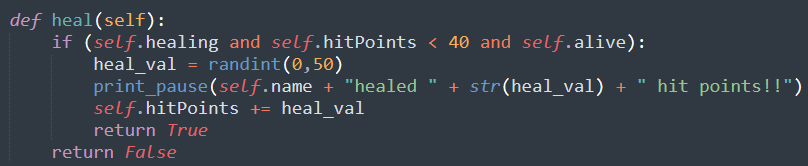 def heal(self):
    if (self.healing and self.hitPoints < 40 and self.alive):
        heal_val = randint(0,50)
        print_pause(self.name + "healed " + str(heal_val) + " hit points!!")
        self.hitPoints += heal_val
        return True
    return False